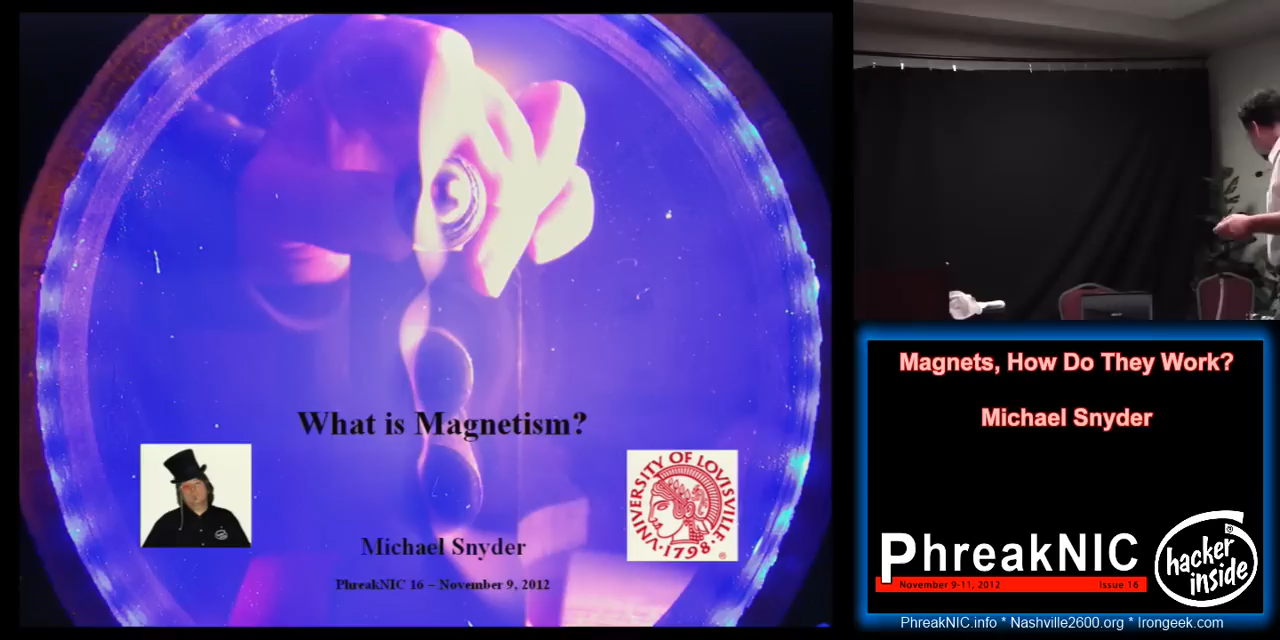 What is Magnetism?
UNIVERSITY OF LOVISVILLE
·1798·
Michael Snyder
PhreakNIC 16 – November 9, 2012
Magnets, How Do They Work?
Michael Snyder
PhreakNIC
November 9-11, 2012 Issue 16
hacker
inside
PhreakNIC.info * Nashville2600.org * Irongeek.com